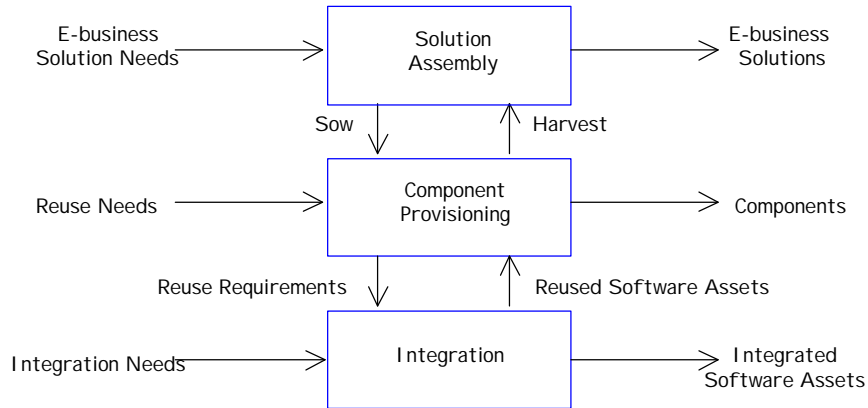 E-business
Solution Needs
Solution
Assembly
E-business
Solutions
Sow
Harvest
Reuse Needs
Component
Provisioning
Components
Reuse Requirements
Reused Software Assets
Integration Needs
Integration
Integrated
Software Assets